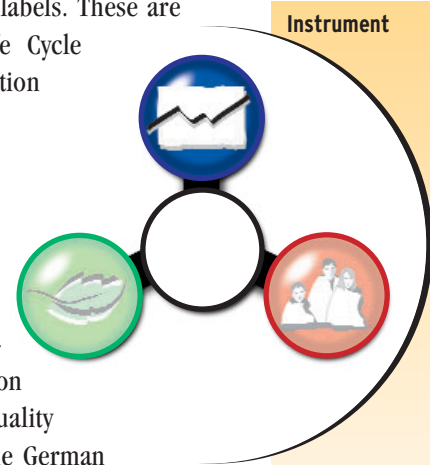 labels. These are
Cycle
tion
on
uality
German
Instrument